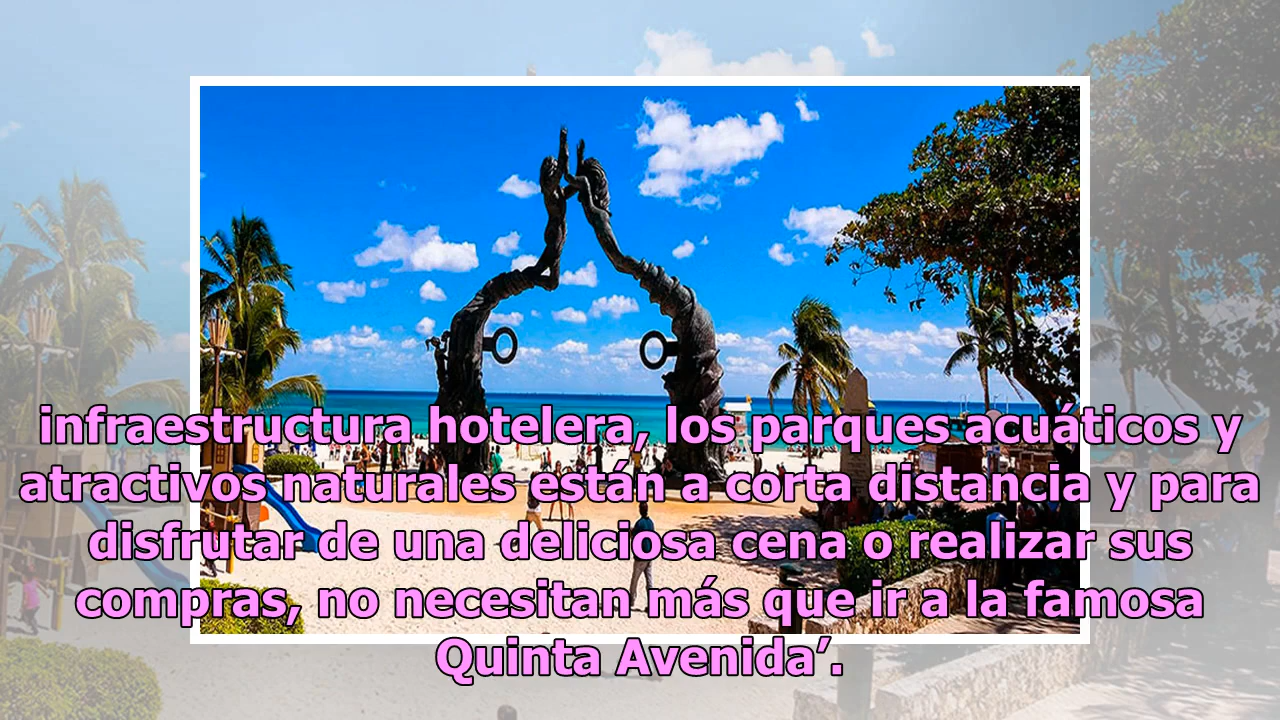 infraestructura hotelera, los parques acuáticos y
atractivos naturales están a corta distancia y para
disfrutar de una deliciosa cena o realizar sus
compras, no necesitan más que ir a la famosa
Quinta Avenida’.